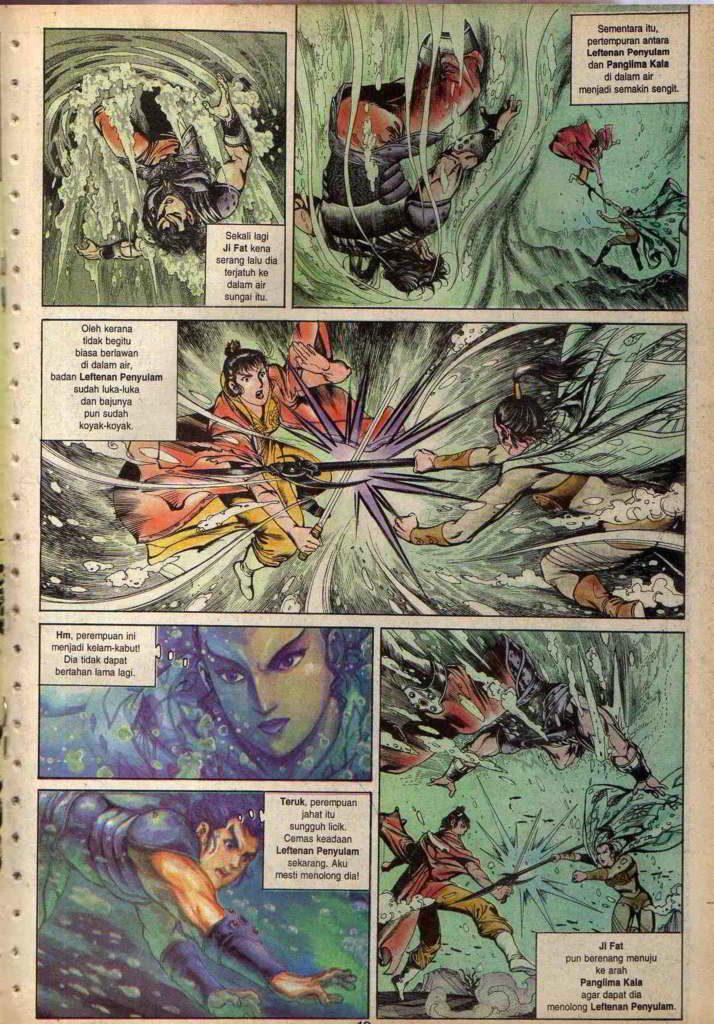 Sekali lagi
Ji Fat kena
serang lalu dia
terjatuh ke
dalam air
sungai itu.
Sementara itu,
pertempuran antara
Leftenan Penyulam
dan Panglima Kala
di dalam air
menjadi semakin sengit.
Oleh kerana
tidak begitu
biasa berlawan
di dalam air,
badan Leftenan Penyulam
sudah luka-luka
dan bajunya
pun sudah
koyak-koyak.
Hm, perempuan ini
menjadi kelam-kabut!
Dia tidak dapat
bertahan lama lagi.
Teruk, perempuan
jahat itu
sungguh licik.
Cemas keadaan
Leftenan Penyulam
sekarang. Aku
mesti menolong dia!
Ji Fat
pun berenang menuju
ke arah
Panglima Kala
agar dapat dia
menolong Leftenan Penyulam.